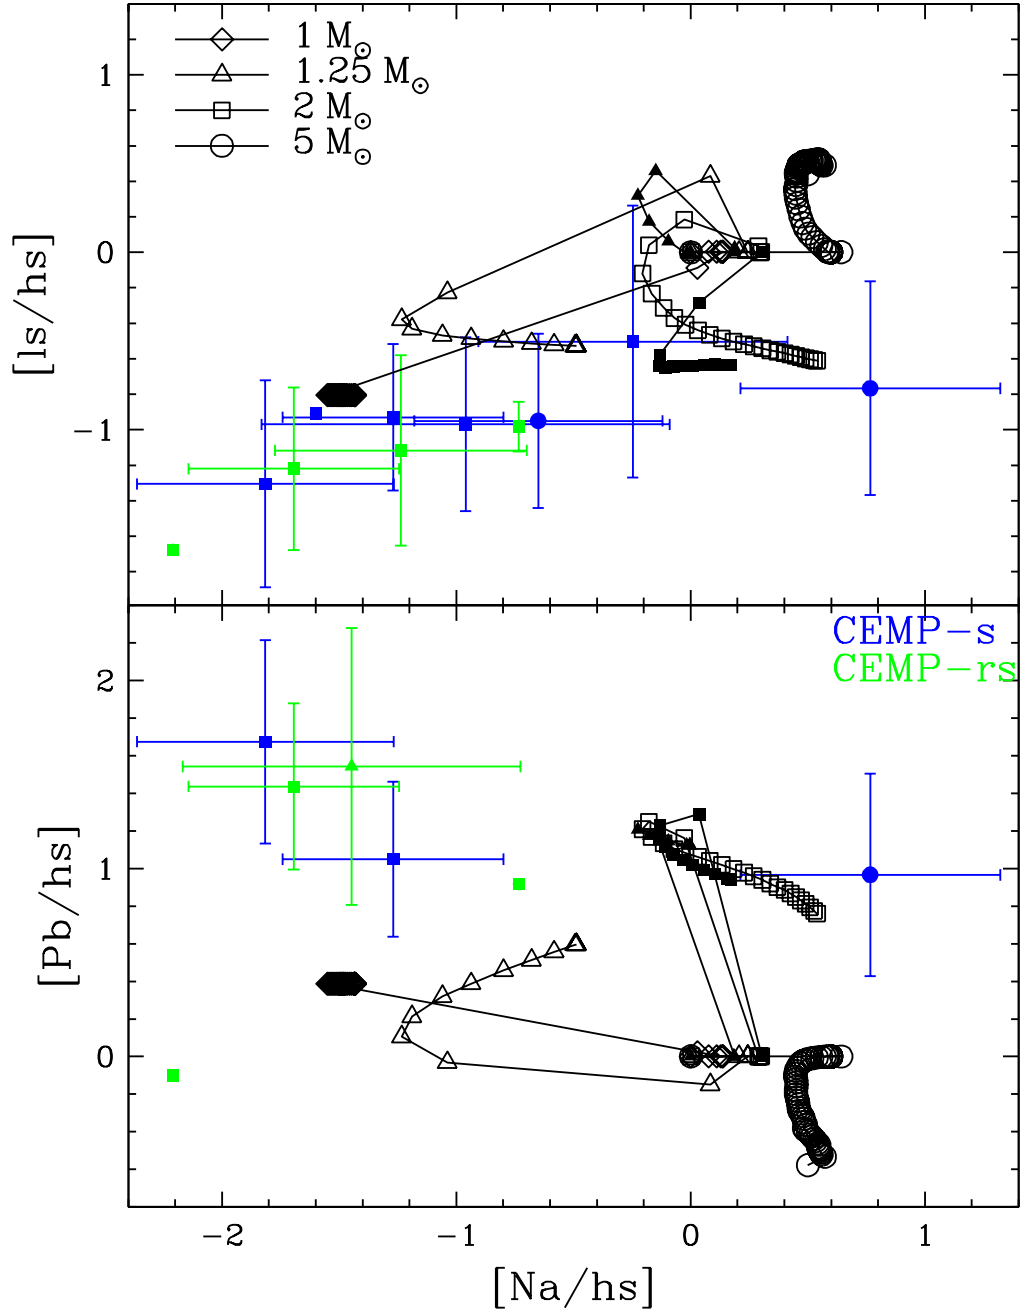 1 M⊙
1.25 M⊙
2 M⊙
5 M⊙
1
0
−1
[ls/hs]
CEMP−s
CEMP−rs
2
1
0
[Pb/hs]
−2 −1 0 1
[Na/hs]